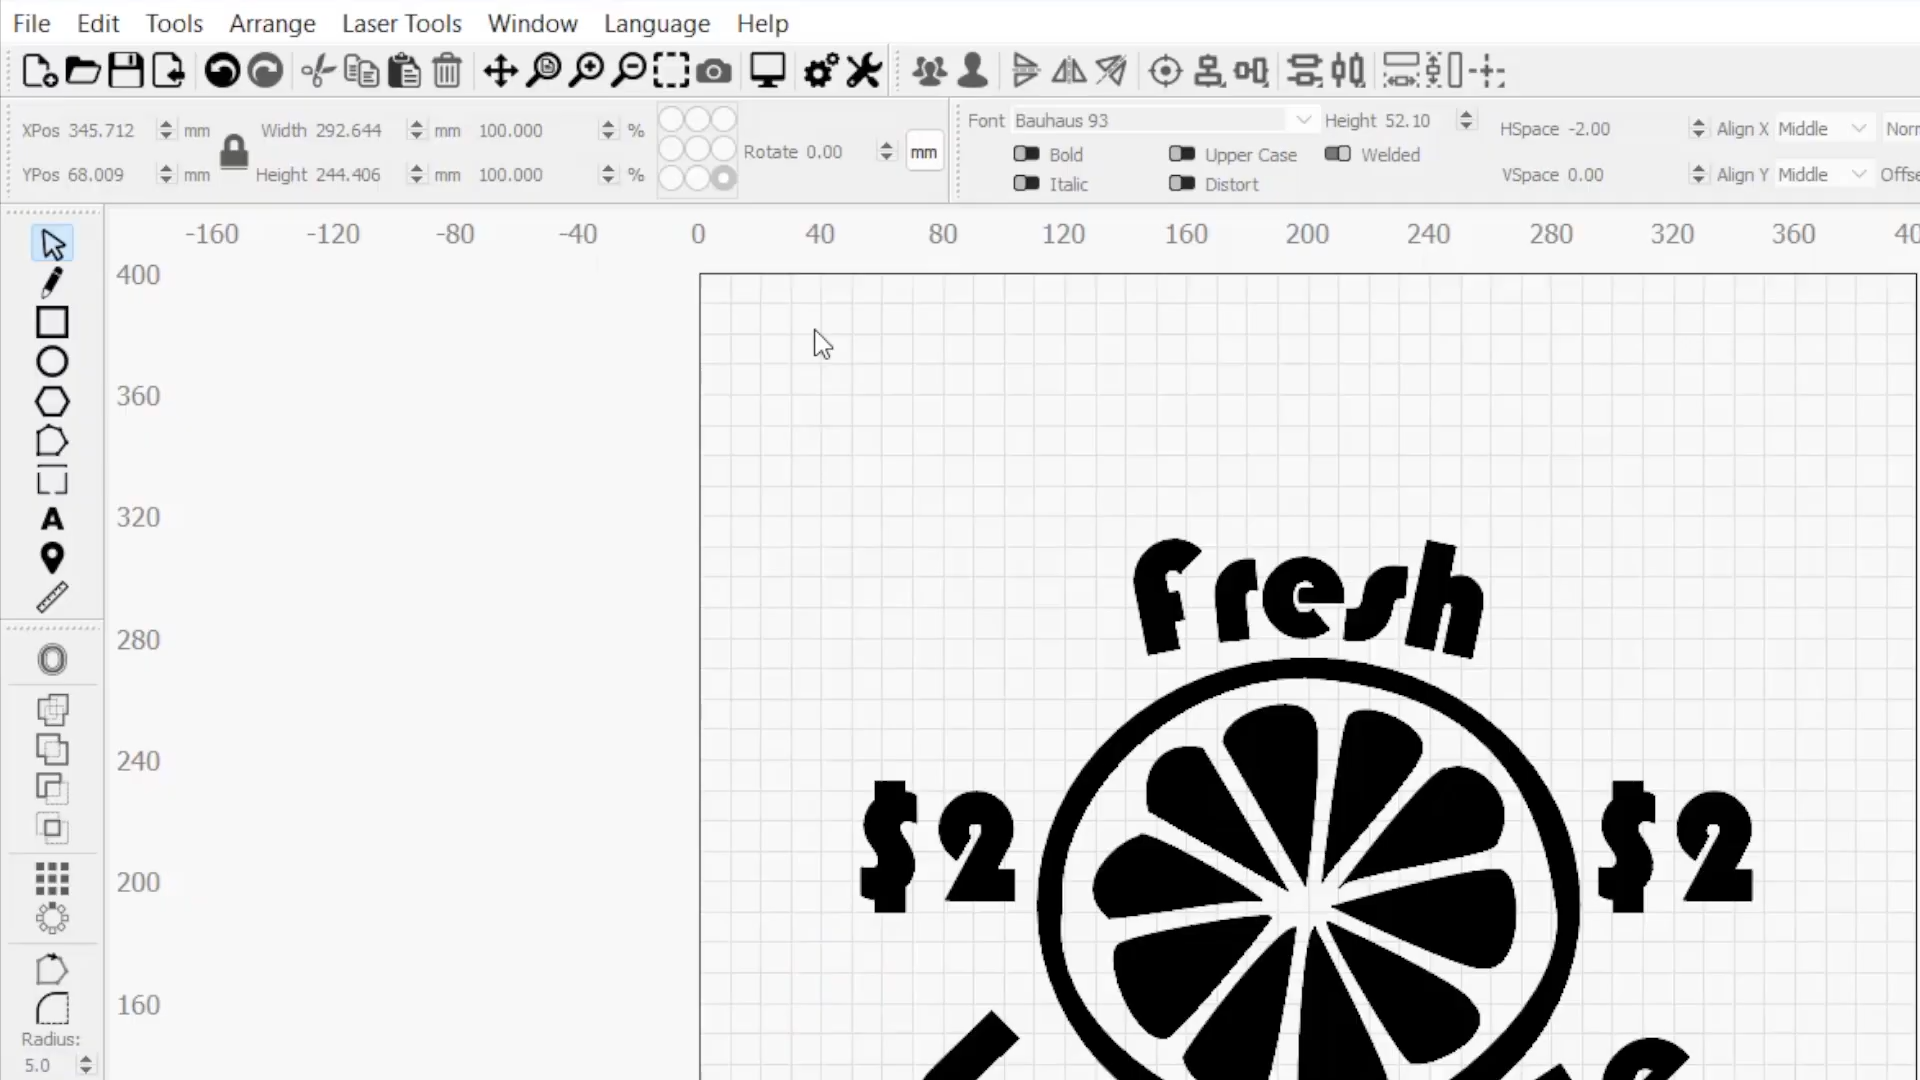 File Edit Tools Arrange Laser Tools Window Language Help
XPos 345.712 mm Width 292.644 mm 100.000 %
YPos 68.009 mm Height 244.406 mm 100.000 %
Rotate 0.00 mm
Font Bauhaus 93 Height 52.10 HSpace -2.00 Align X Middle
Bold Upper Case Welded
Italic Distort VSpace 0.00 Align Y Middle
-160 -120 -80 -40 0 40 80 120 160 200 240 280 320 360
400
360
320
280
240
200
160
Fresh
$2 $2
Radius:
5.0